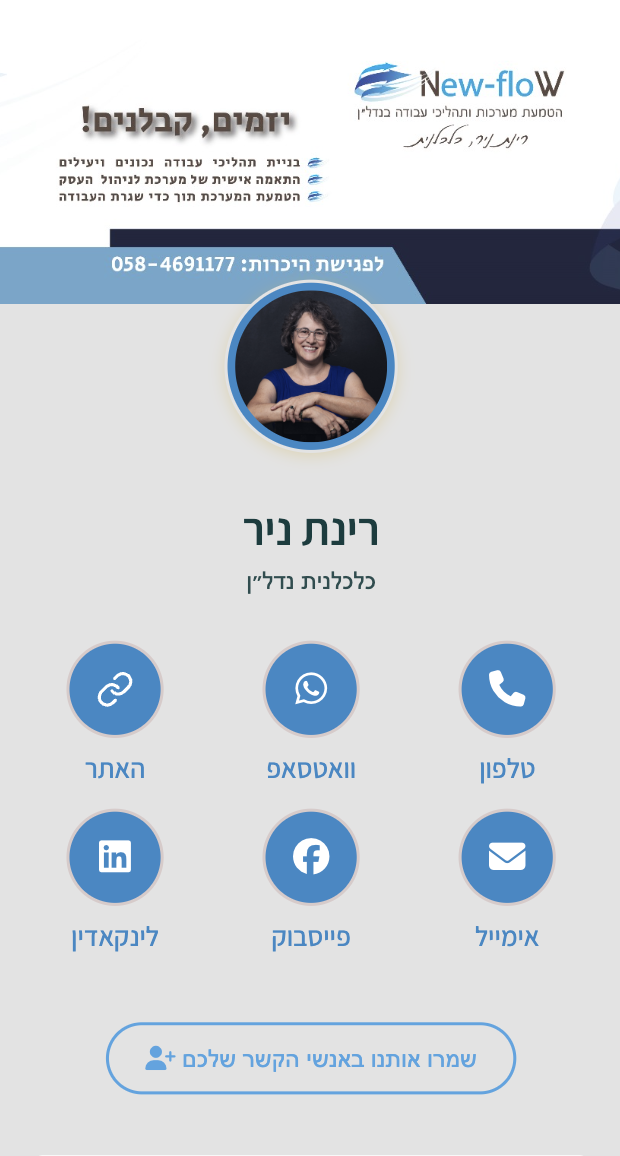 New-floW
הטמעת מערכות ותהליכי עבודה בנדל"ן
רינת ניר, כלכלנית
יזמים, קבלנים!
בניית תהליכי עבודה נכונים ויעילים
התאמה אישית של מערכת לניהול העסק
הטמעת המערכת תוך כדי שגרת העבודה
לפגישת היכרות: 058-4691177
רינת ניר
כלכלנית נדל״ן
טלפון
וואטסאפ
האתר
אימייל
פייסבוק
לינקאדין
שמרו אותנו באנשי הקשר שלכם